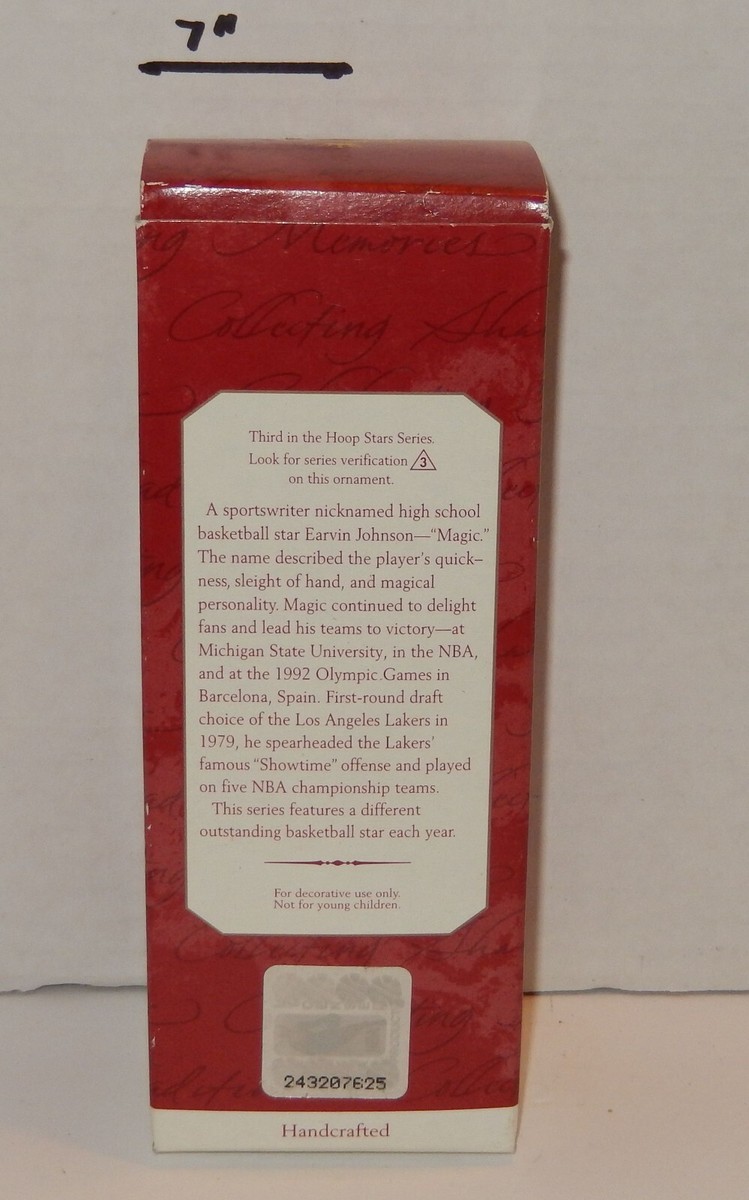 7"
ng Memories
Collecting Sha
Third in the Hoop Stars Series.
Look for series verification 3
on this ornament.
A sportswriter nicknamed high school
basketball star Earvin Johnson—"Magic."
The name described the player's quick–
ness, sleight of hand, and magical
personality. Magic continued to delight
fans and lead his teams to victory—at
Michigan State University, in the NBA,
and at the 1992 Olympic Games in
Barcelona, Spain. First-round draft
choice of the Los Angeles Lakers in
1979, he spearheaded the Lakers'
famous "Showtime" offense and played
on five NBA championship teams.
This series features a different
outstanding basketball star each year.
For decorative use only.
Not for young children.
243207625
Handcrafted